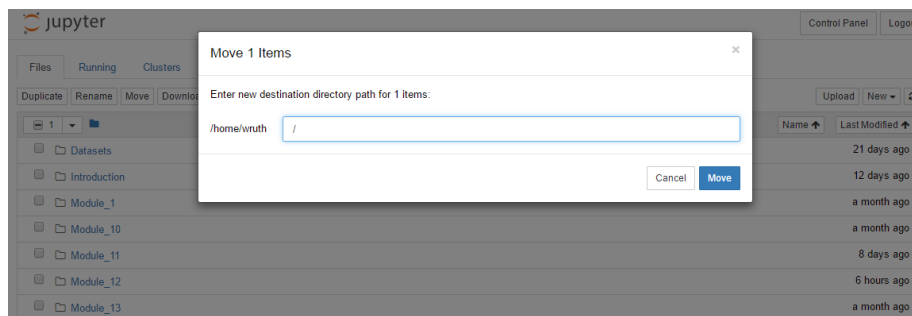 jupyter
Control Panel
Move 1 Items
×
Files Running Clusters
Enter new destination directory path for 1 items:
Duplicate Rename Move
Upload New
/home/wruth /
1
Name Last Modified
Datasets 21 days ago
Cancel Move
Introduction 12 days ago
Module_1 a month ago
Module_10 a month ago
Module_11 8 days ago
Module_12 6 hours ago
Module_13 a month ago